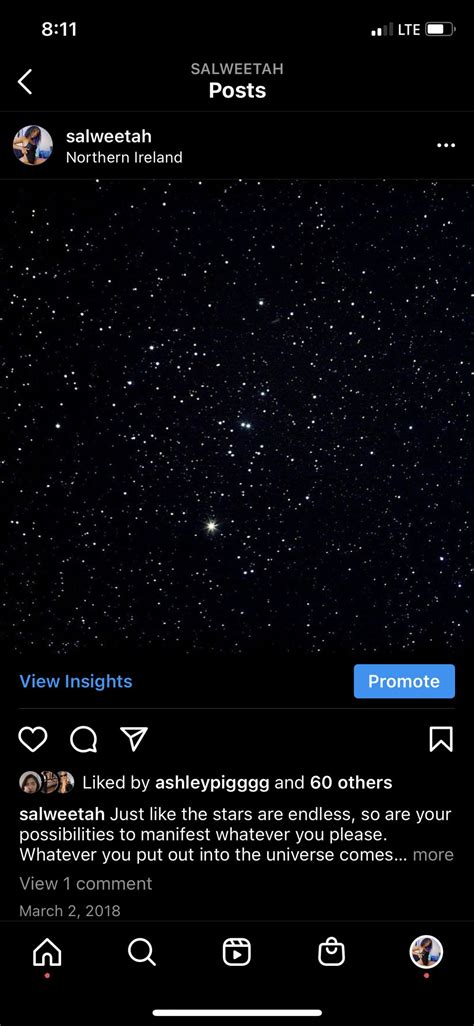 8:11
LTE
SALWEETAH
Posts
salweetah
Northern Ireland
View Insights
Promote
Liked by ashleypigggg and 60 others
salweetah Just like the stars are endless, so are your
possibilities to manifest whatever you please.
Whatever you put out into the universe comes... more
View 1 comment
March 2, 2018